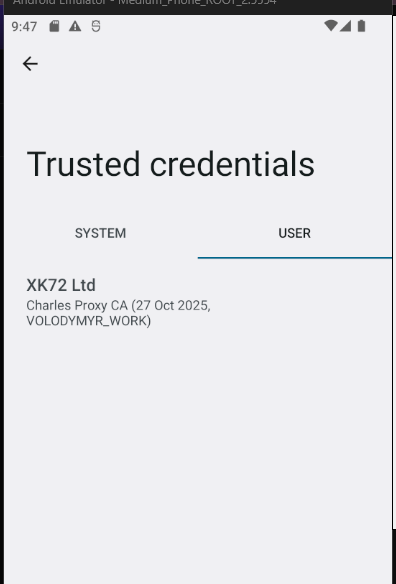 Android Emulator - Medium_Phone_ROOT_2:5554
9:47
Trusted credentials
SYSTEM
USER
XK72 Ltd
Charles Proxy CA (27 Oct 2025,
VOLODYMYR_WORK)